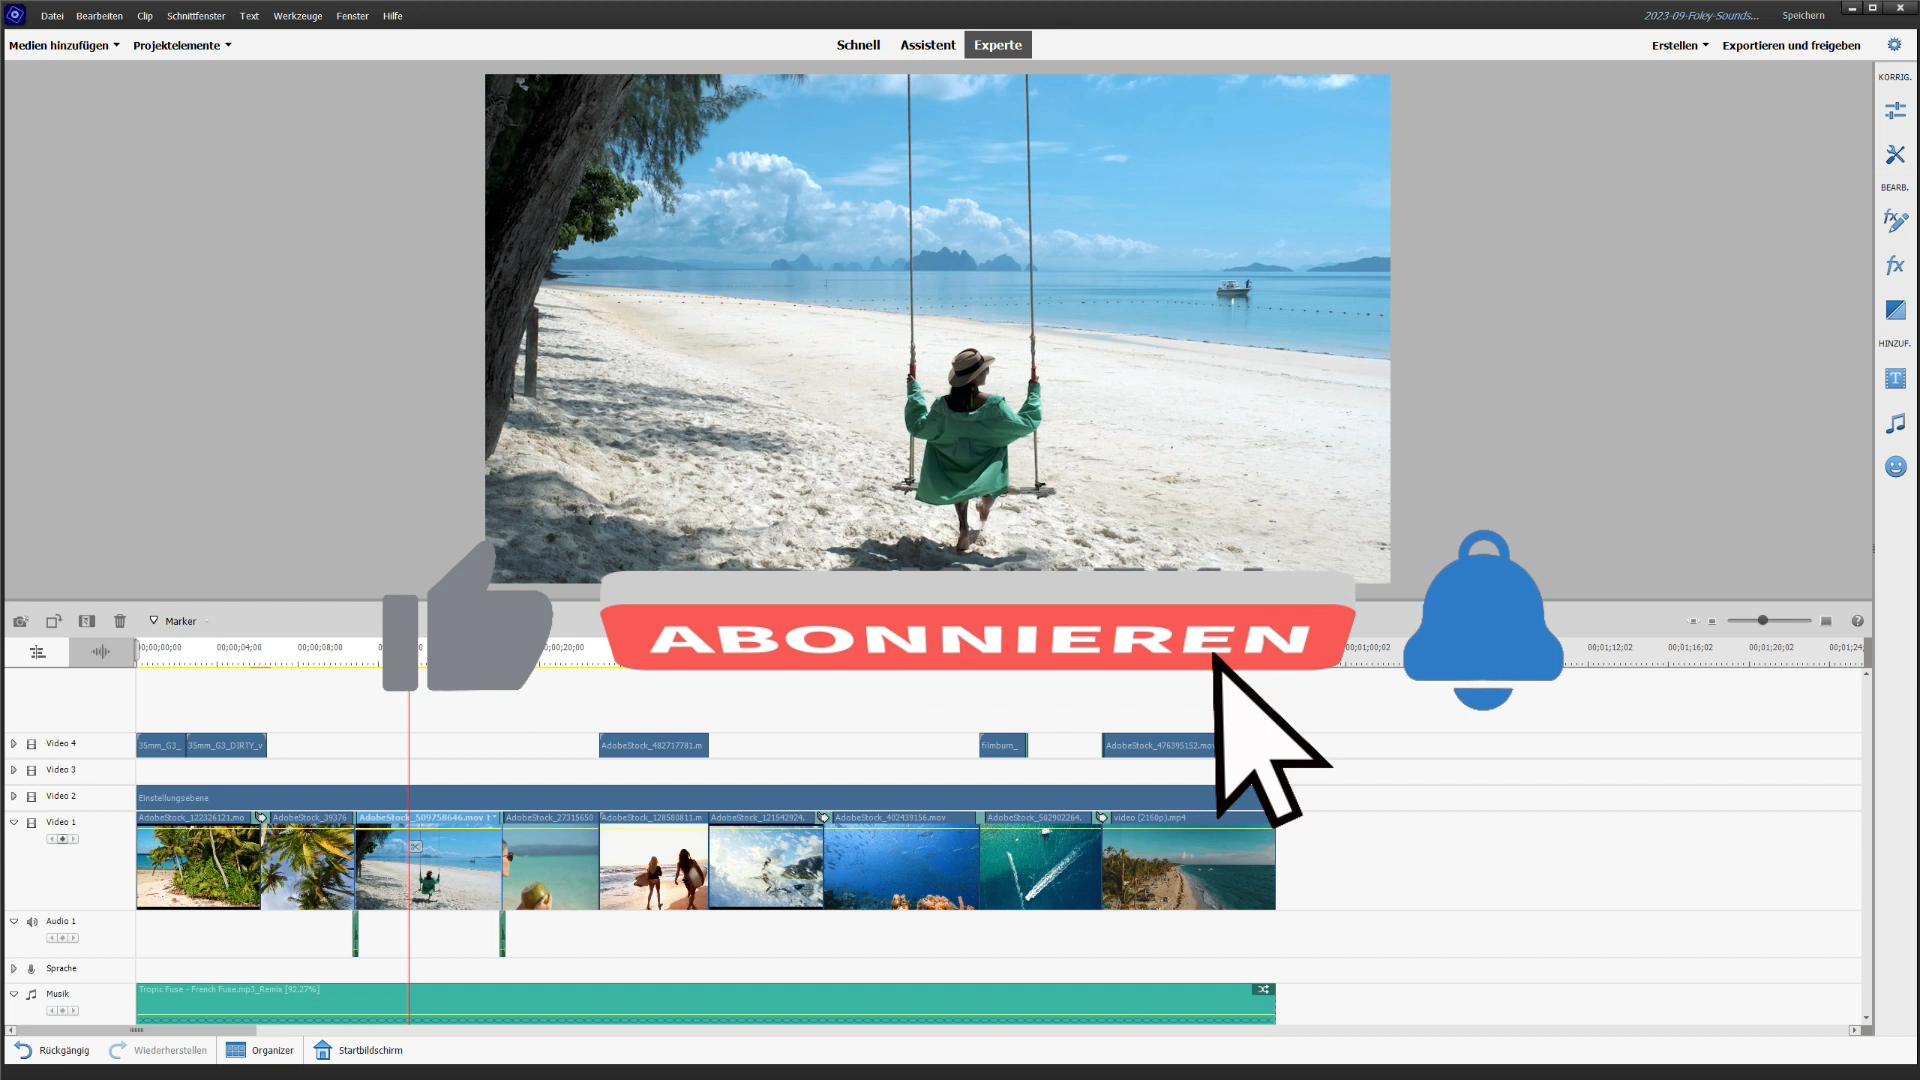 Datei Bearbeiten Clip Schnittfenster Text Werkzeuge Fenster Hilfe
2023-09-Foley-Sounds... Speichern
Medien hinzufügen Projektelemente
Schnell Assistent Experte
Erstellen Exportieren und freigeben
KORRIG.
BEARB.
HINZUF.
ABONNIEREN
Marker
00;00;00;00 00;00;04;00 00;00;08;00 00;00;20;00 00;01;00;02 00;01;12;02 00;01;16;02 00;01;20;02 00;01;24;
Video 4
35mm_G3_ 35mm_G3_DIRTY_v AdobeStock_482717781.m filmburn_ AdobeStock_476395152.mov
Video 3
Video 2
Einstellungsebene
Video 1
AdobeStock_122326121.mo AdobeStock_39376 AdobeStock_509758646.mov AdobeStock_27315650 AdobeStock_128580811.m AdobeStock_121542924. AdobeStock_402439156.mov AdobeStock_502902264. video (2160p).mp4
Audio 1
Sprache
Musik
Tropic Fuse - French Fuse.mp3_Remix [92.27%]
Rückgängig Wiederherstellen Organizer Startbildschirm